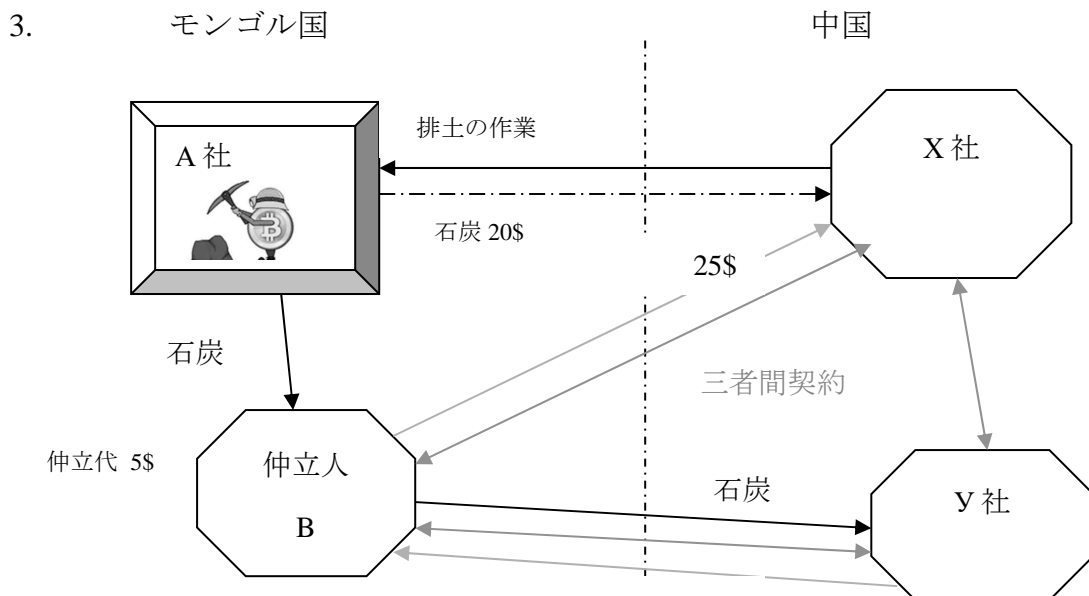 3.
モンゴル国
中国
排土の作業
A 社
X 社
石炭 20$
25$
石炭
三者間契約
仲立代 5$
仲立人
B
石炭
У 社